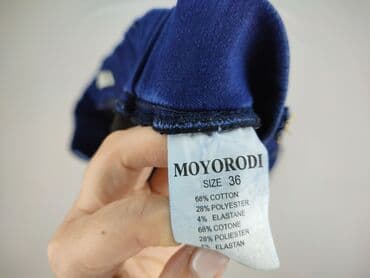 MOYORODI
SIZE 36
68% COTTON
28% POLYESTER
4% ELASTANE
68% COTONE
28% POLIESTER
ELASTAN